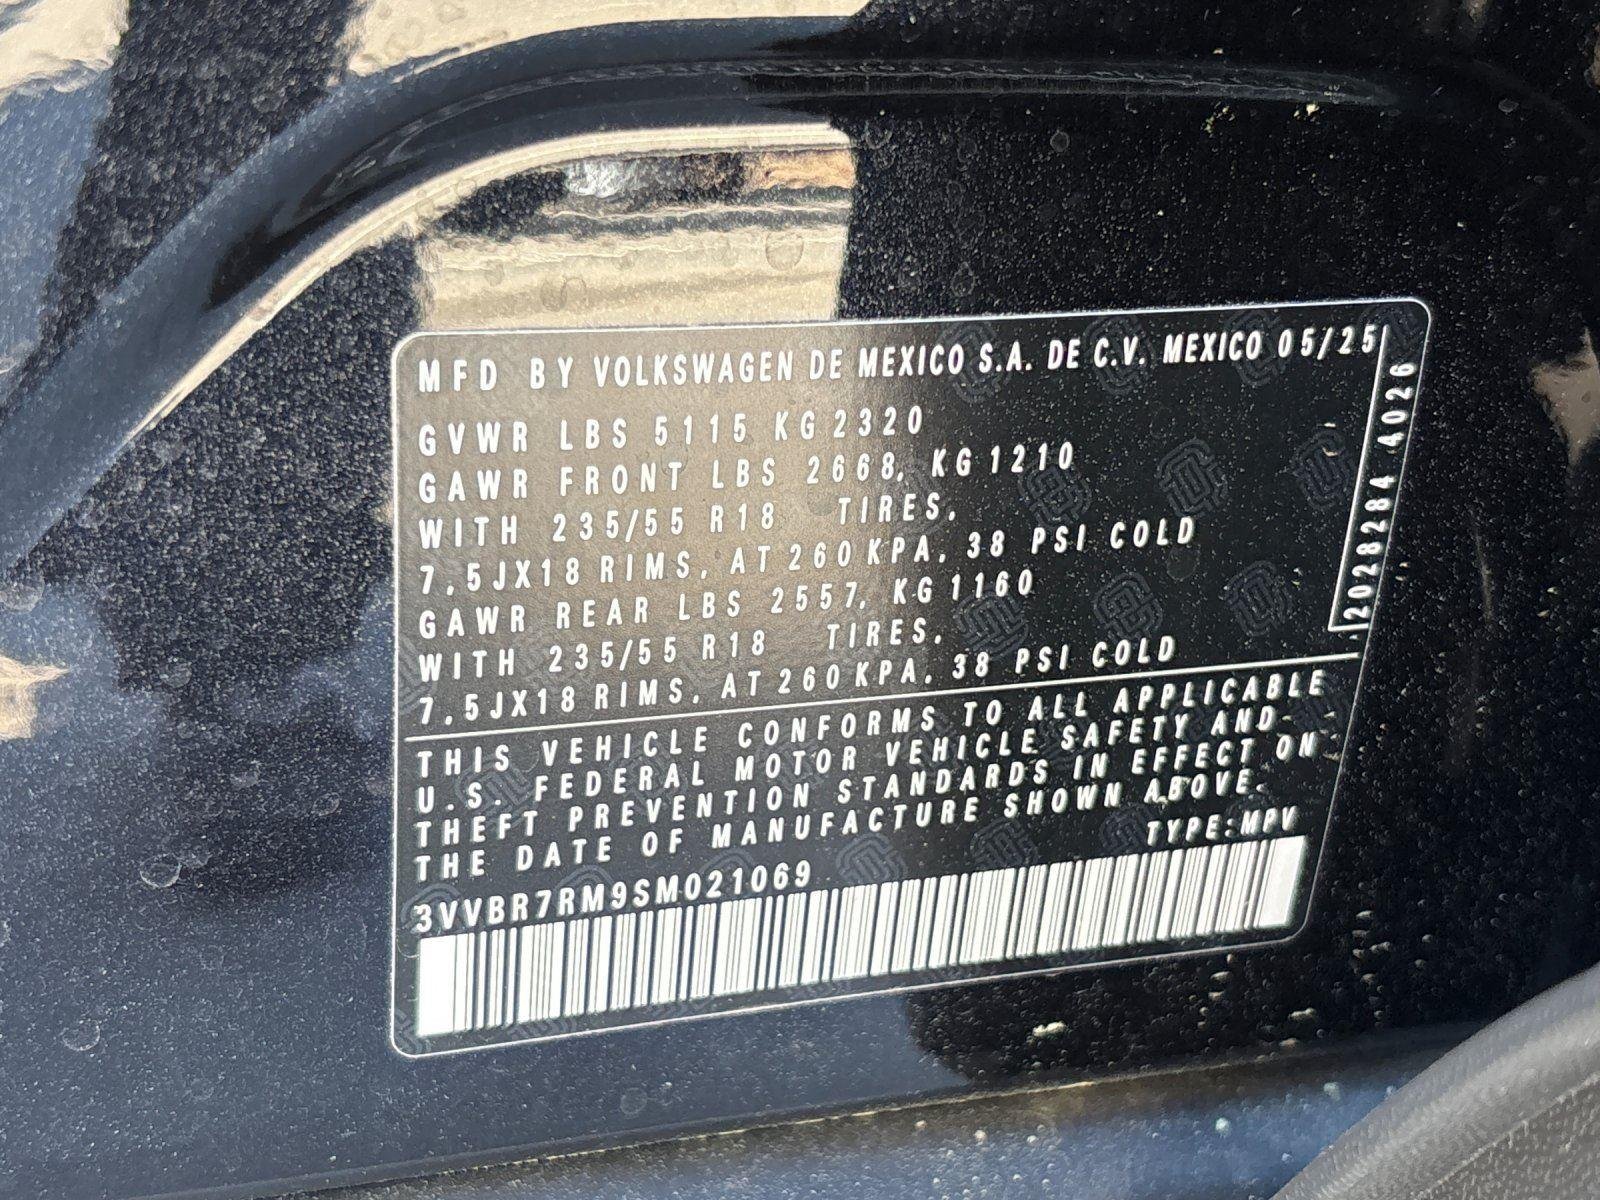 MFD BY VOLKSWAGEN DE MEXICO S.A. DE C.V. MEXICO 05/25
GVWR LBS 5115 KG 2320
GAWR FRONT LBS 2668, KG 1210
WITH 235/55 R18 TIRES,
7,5JX18 RIMS, AT 260 KPA, 38 PSI COLD
GAWR REAR LBS 2557, KG 1160
WITH 235/55 R18 TIRES,
7,5JX18 RIMS, AT 260 KPA, 38 PSI COLD
2028284 4026
THIS VEHICLE CONFORMS TO ALL APPLICABLE
U.S. FEDERAL MOTOR VEHICLE SAFETY AND
THEFT PREVENTION STANDARDS IN EFFECT ON
THE DATE OF MANUFACTURE SHOWN ABOVE.
TYPE:MPV
3VVBR7RM9SM021069